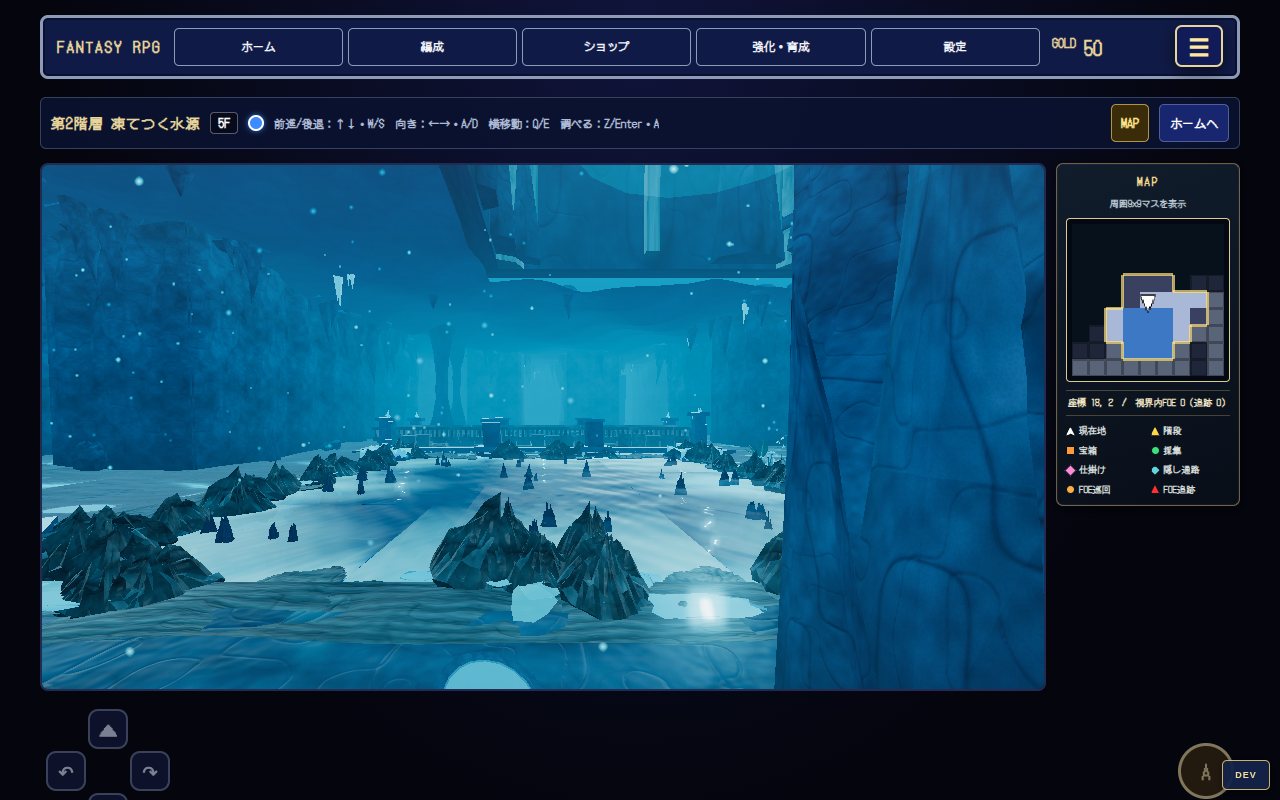 FANTASY RPG
ホーム
編成
ショップ
強化・育成
設定
GOLD 50
第2階層 凍てつく水源
5F
前進/後退：↑↓・W/S 向き：←→・A/D 横移動：Q/E 調べる：Z/Enter・A
MAP
ホームへ
MAP
周囲9x9マスを表示
座標 18, 2 / 視界内FOE 0 (追跡 0)
現在地
階段
宝箱
採集
仕掛け
隠し通路
FOE巡回
FOE追跡
A
DEV